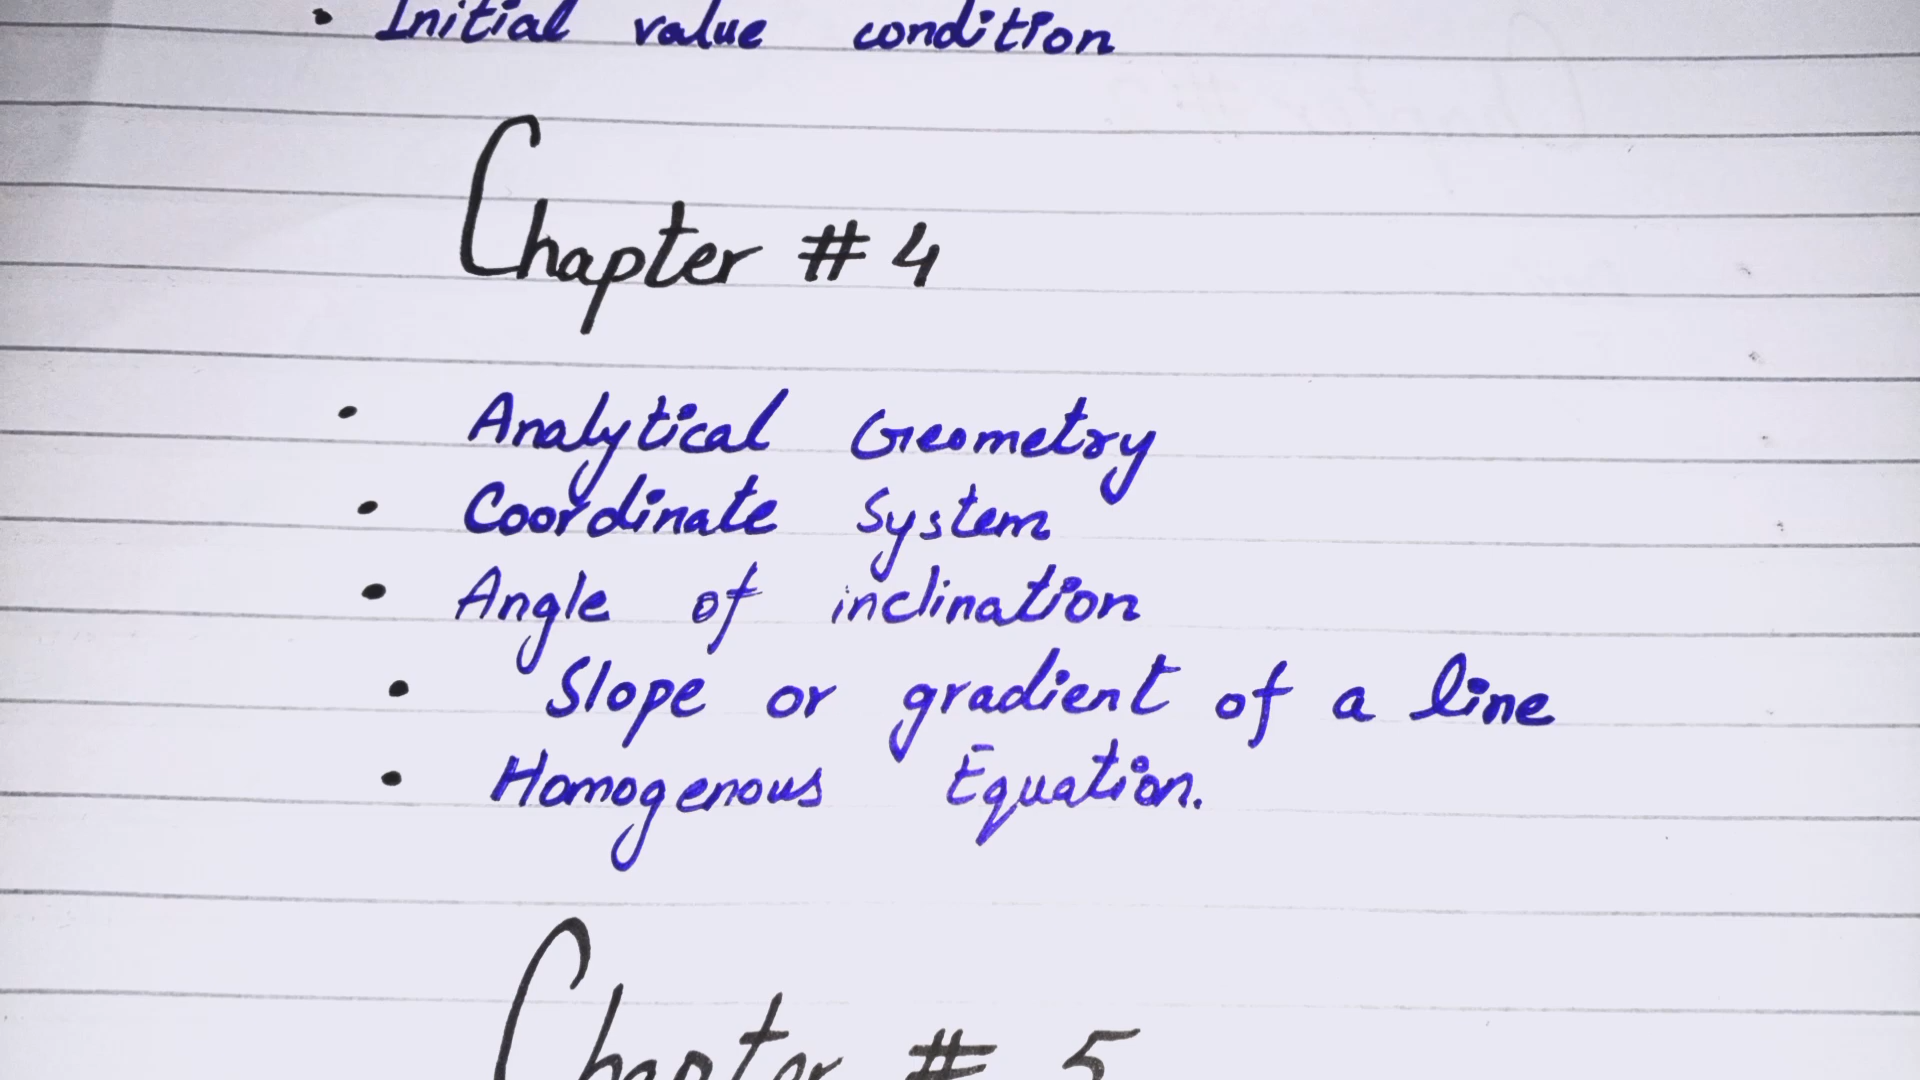 • Initial value condition
Chapter # 4
• Analytical Geometry
• Coordinate System
• Angle of inclination
• Slope or gradient of a line
• Homogenous Equation.
Chapter # 5